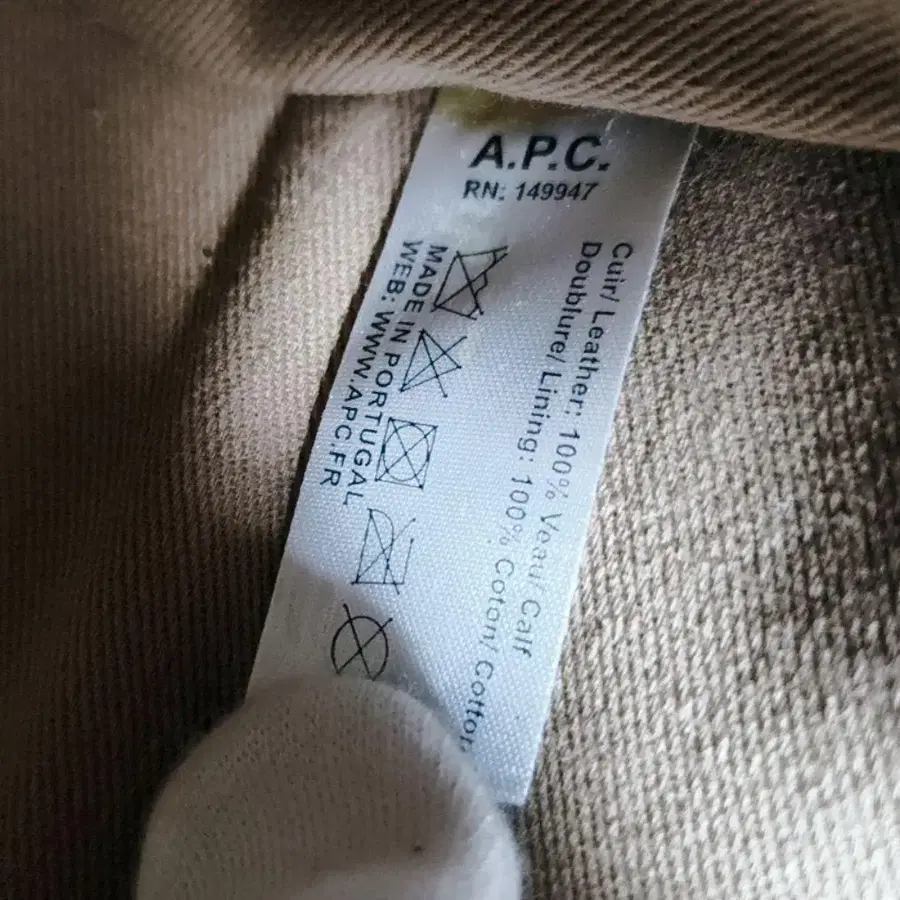 A.P.C.
RN: 149947
Cuir/ Leather: 100% Veau/ Calf
Doublure/ Lining: 100% Coton/ Cotton
MADE IN PORTUGAL
WEB: WWW.APC.FR